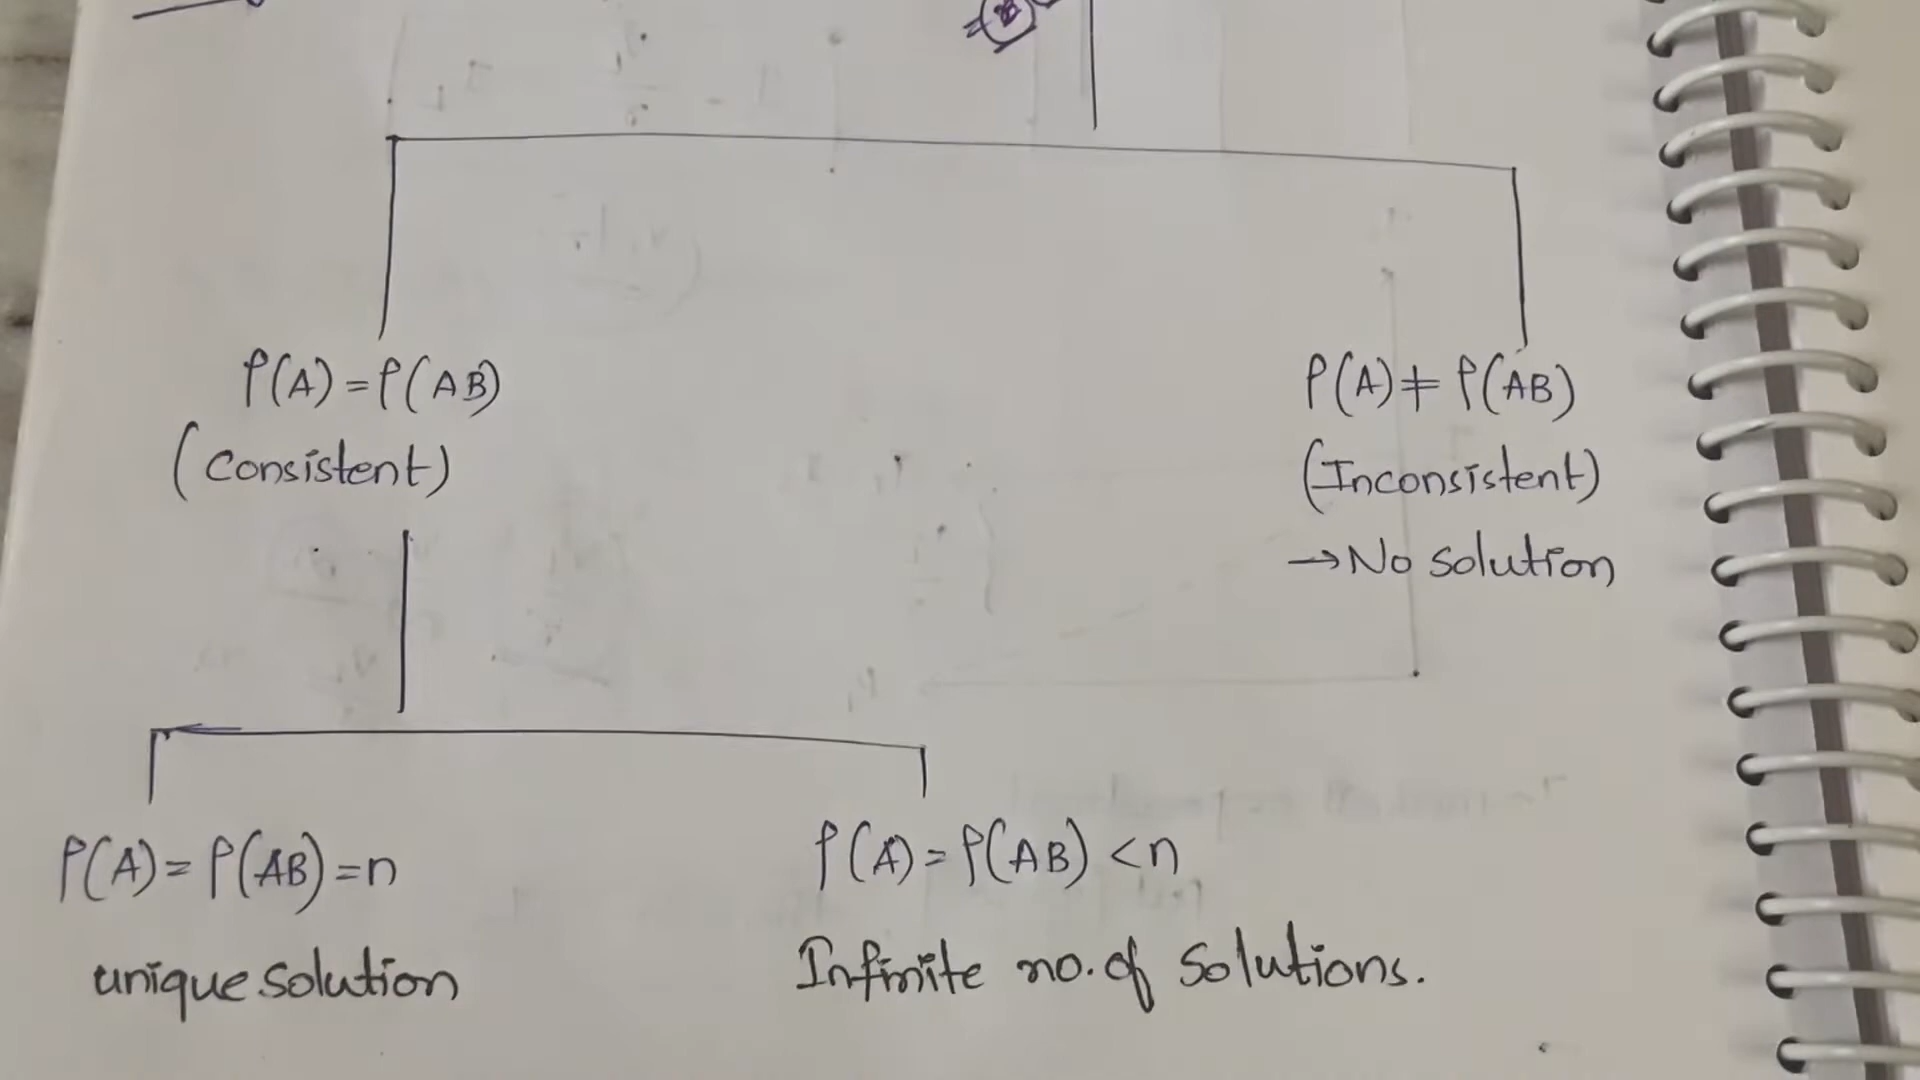 ρ(A) = ρ(AB)
(Consistent)
ρ(A) ≠ ρ(AB)
(Inconsistent)
→ No solution
ρ(A) = ρ(AB) = n
unique solution
ρ(A) = ρ(AB) < n
Infinite no. of solutions.